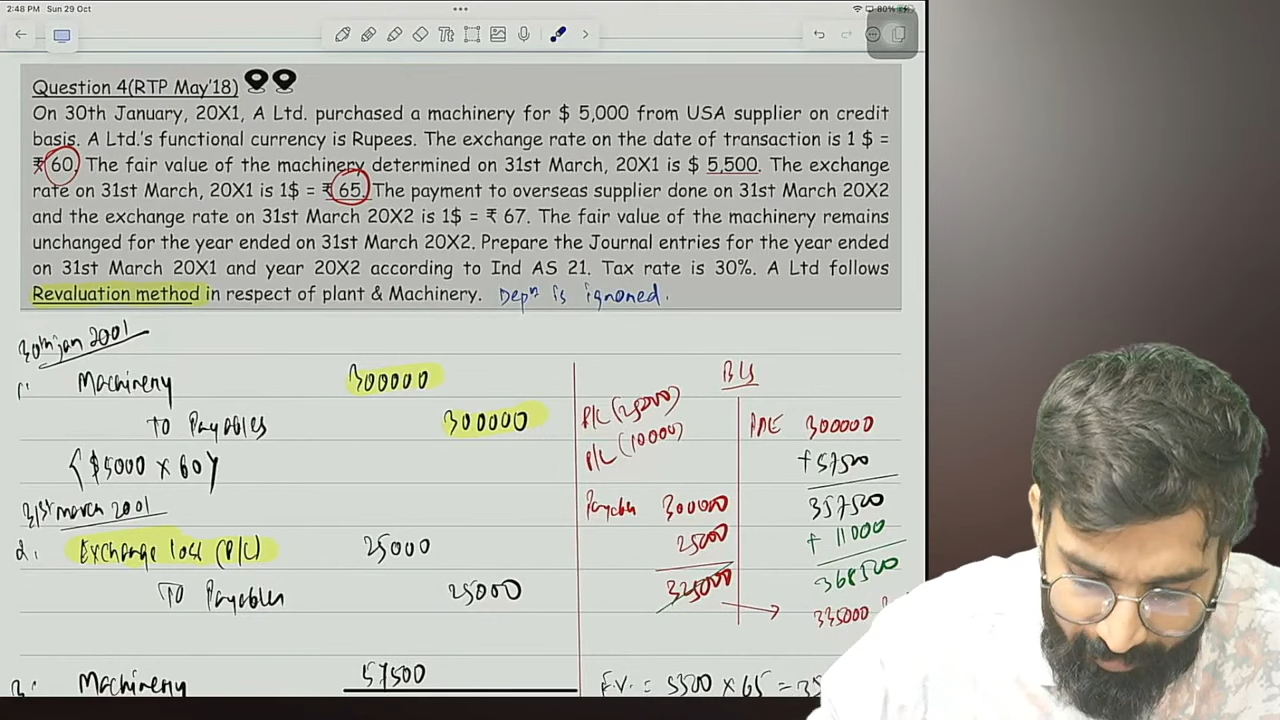 2:48 PM Sun 29 Oct
80%
Question 4(RTP May'18)
On 30th January, 20X1, A Ltd. purchased a machinery for $ 5,000 from USA supplier on credit
basis. A Ltd.'s functional currency is Rupees. The exchange rate on the date of transaction is 1 $ =
₹ 60. The fair value of the machinery determined on 31st March, 20X1 is $ 5,500. The exchange
rate on 31st March, 20X1 is 1$ = ₹ 65. The payment to overseas supplier done on 31st March 20X2
and the exchange rate on 31st March 20X2 is 1$ = ₹ 67. The fair value of the machinery remains
unchanged for the year ended on 31st March 20X2. Prepare the Journal entries for the year ended
on 31st March 20X1 and year 20X2 according to Ind AS 21. Tax rate is 30%. A Ltd follows
Revaluation method in respect of plant & Machinery. Depn is ignored.
30th jan 2001
1. Machinery 300000
To Payables 300000
($5000 x 60)
31st march 2001
2. Exchange loss (P/L) 25000
To Payables 25000
3. Machinery 57500
B/S
P/L (25000)
P/L (10000)
Payables 300000
25000
325000
PPE 300000
+57500
357500
+ 11000
368500
335000
F.V. = 5500 x 65 =